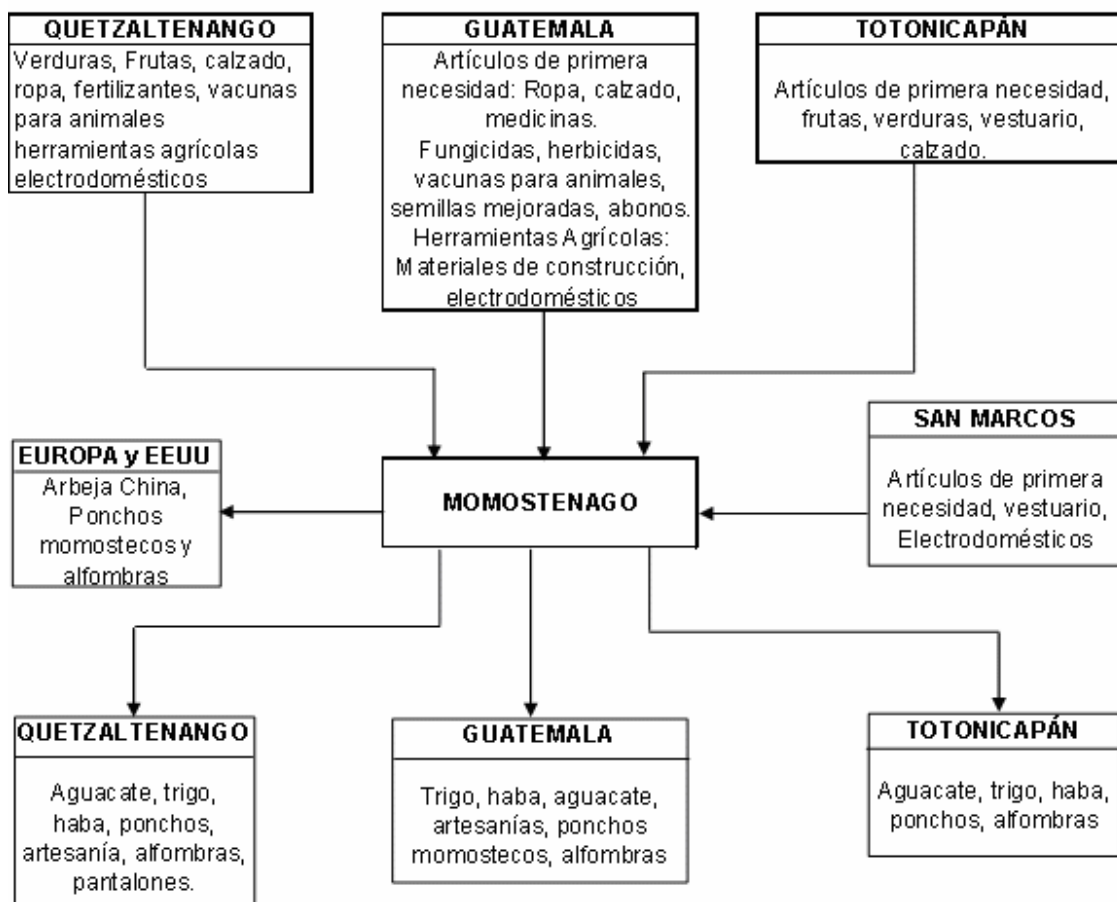 QUETZALTENANGO
Verduras, Frutas, calzado,
ropa, fertilizantes, vacunas
para animales
herramientas agrícolas
electrodomésticos
GUATEMALA
Artículos de primera
necesidad: Ropa, calzado,
medicinas.
Fungicidas, herbicidas,
vacunas para animales,
semillas mejoradas, abonos.
Herramientas Agrícolas:
Materiales de construcción,
electrodomésticos
TOTONICAPÁN
Artículos de primera necesidad,
frutas, verduras, vestuario,
calzado.
EUROPA y EEUU
Arbeja China,
Ponchos
momostecos y
alfombras
MOMOSTENAGO
SAN MARCOS
Artículos de primera
necesidad, vestuario,
Electrodomésticos
QUETZALTENANGO
Aguacate, trigo,
haba, ponchos,
artesanía, alfombras,
pantalones.
GUATEMALA
Trigo, haba, aguacate,
artesanías, ponchos
momostecos, alfombras
TOTONICAPÁN
Aguacate, trigo, haba,
ponchos, alfombras